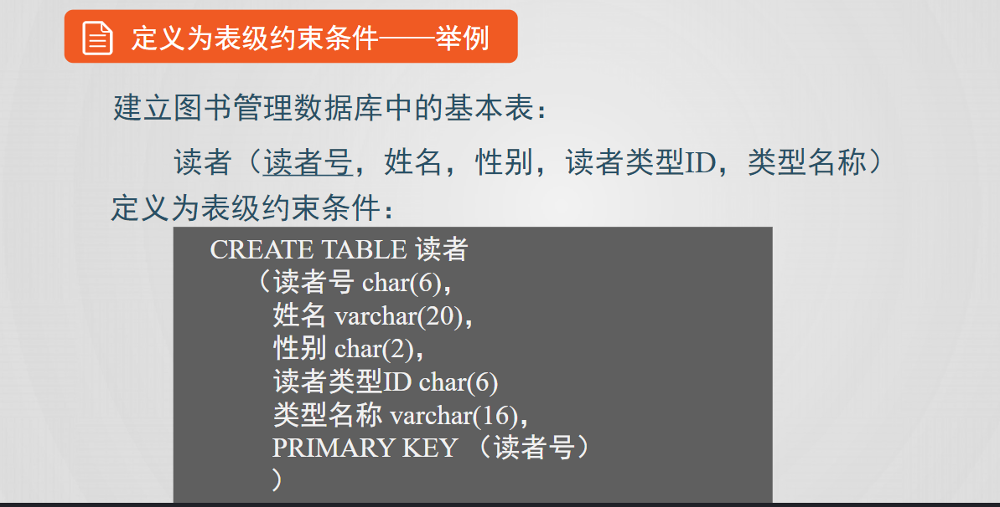 定义为表级约束条件——举例
建立图书管理数据库中的基本表：
读者（读者号，姓名，性别，读者类型ID，类型名称）
定义为表级约束条件：
CREATE TABLE 读者
（读者号 char(6)，
姓名 varchar(20)，
性别 char(2)，
读者类型ID char(6)
类型名称 varchar(16)，
PRIMARY KEY （读者号）
）